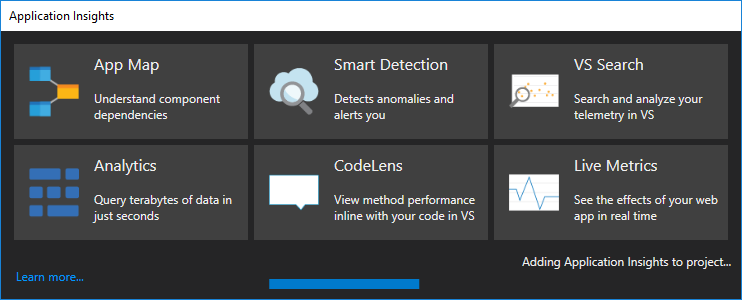 Application Insights
App Map
Understand component
dependencies
Smart Detection
Detects anomalies and
alerts you
VS Search
Search and analyze your
telemetry in VS
Analytics
Query terabytes of data in
just seconds
CodeLens
View method performance
inline with your code in VS
Live Metrics
See the effects of your web
app in real time
Adding Application Insights to project...
Learn more...